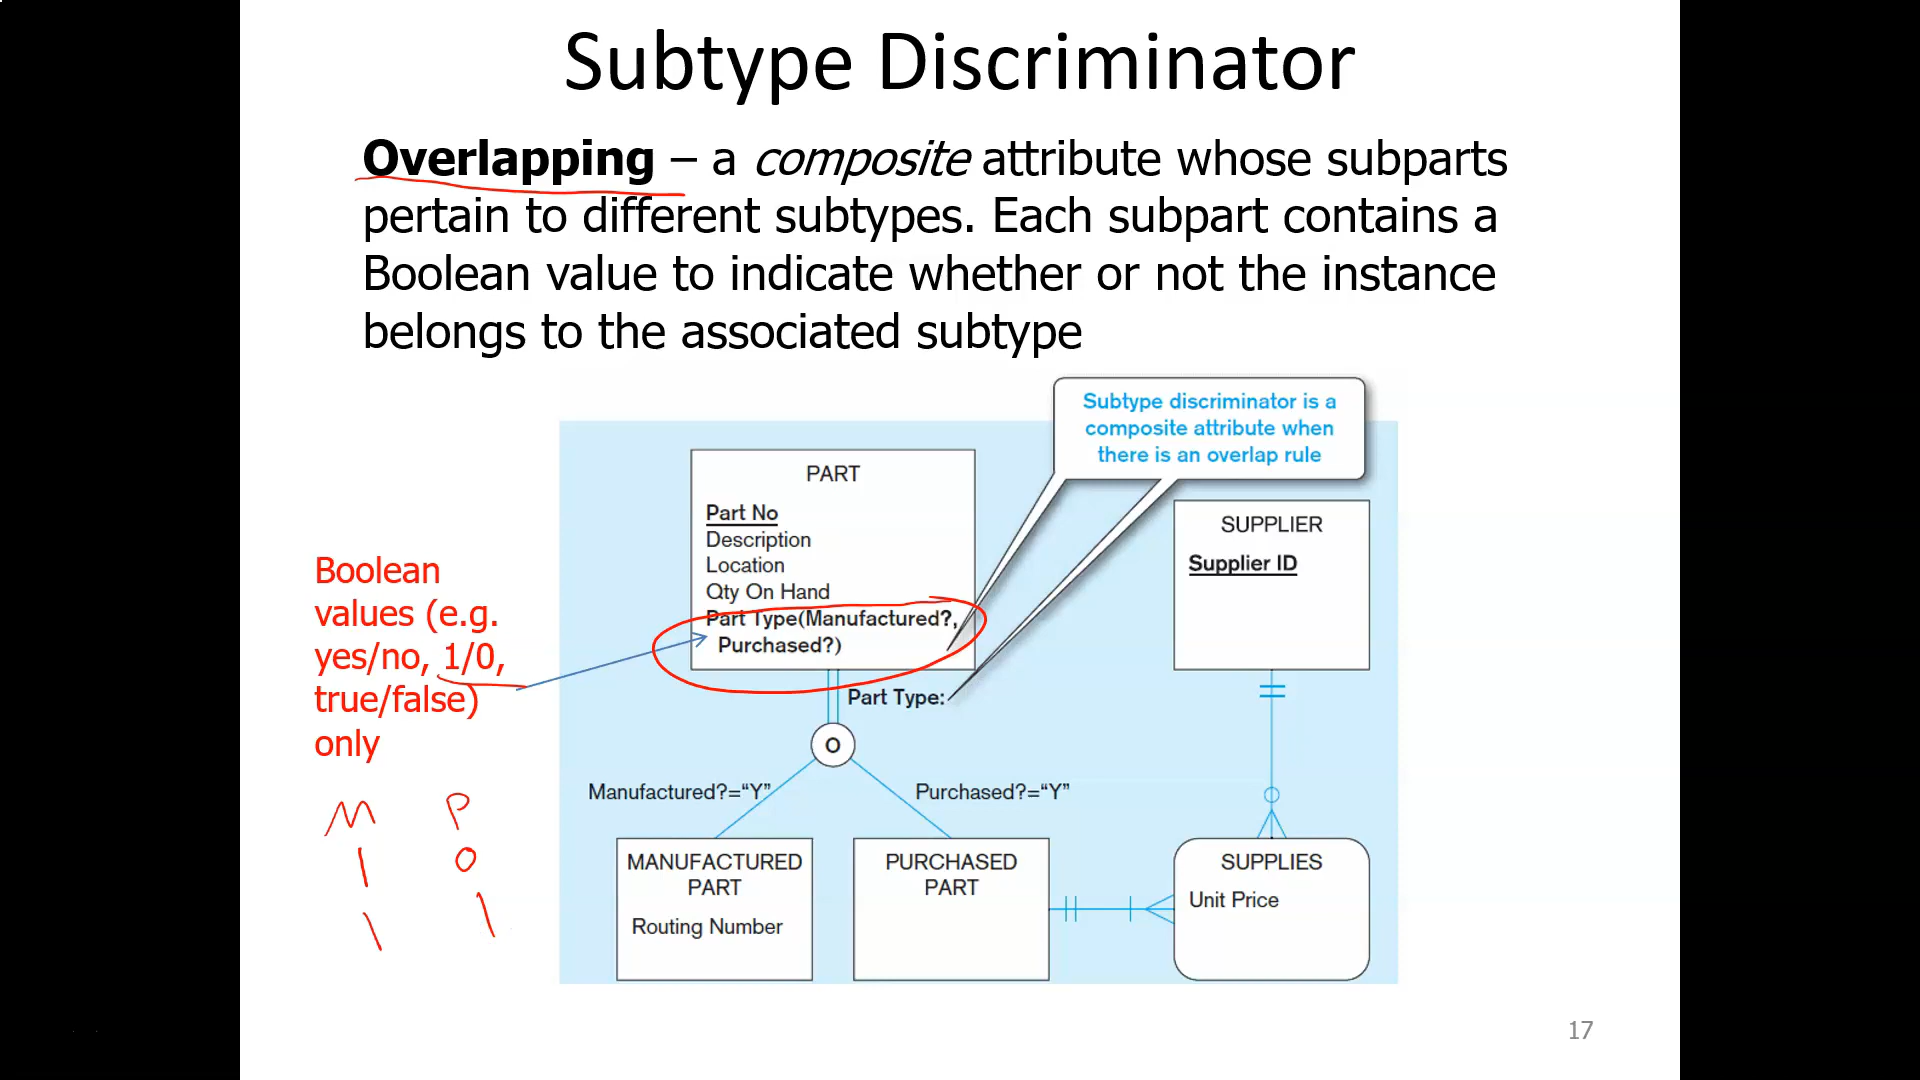 Subtype Discriminator
Overlapping – a composite attribute whose subparts
pertain to different subtypes. Each subpart contains a
Boolean value to indicate whether or not the instance
belongs to the associated subtype
Subtype discriminator is a
composite attribute when
there is an overlap rule
PART
Part No
Description
Location
Qty On Hand
Part Type(Manufactured?,
Purchased?)
SUPPLIER
Supplier ID
Boolean
values (e.g.
yes/no, 1/0,
true/false)
only
Part Type:
O
Manufactured?=“Y”
Purchased?=“Y”
M P
1 0
1 1
MANUFACTURED
PART
Routing Number
PURCHASED
PART
SUPPLIES
Unit Price
17